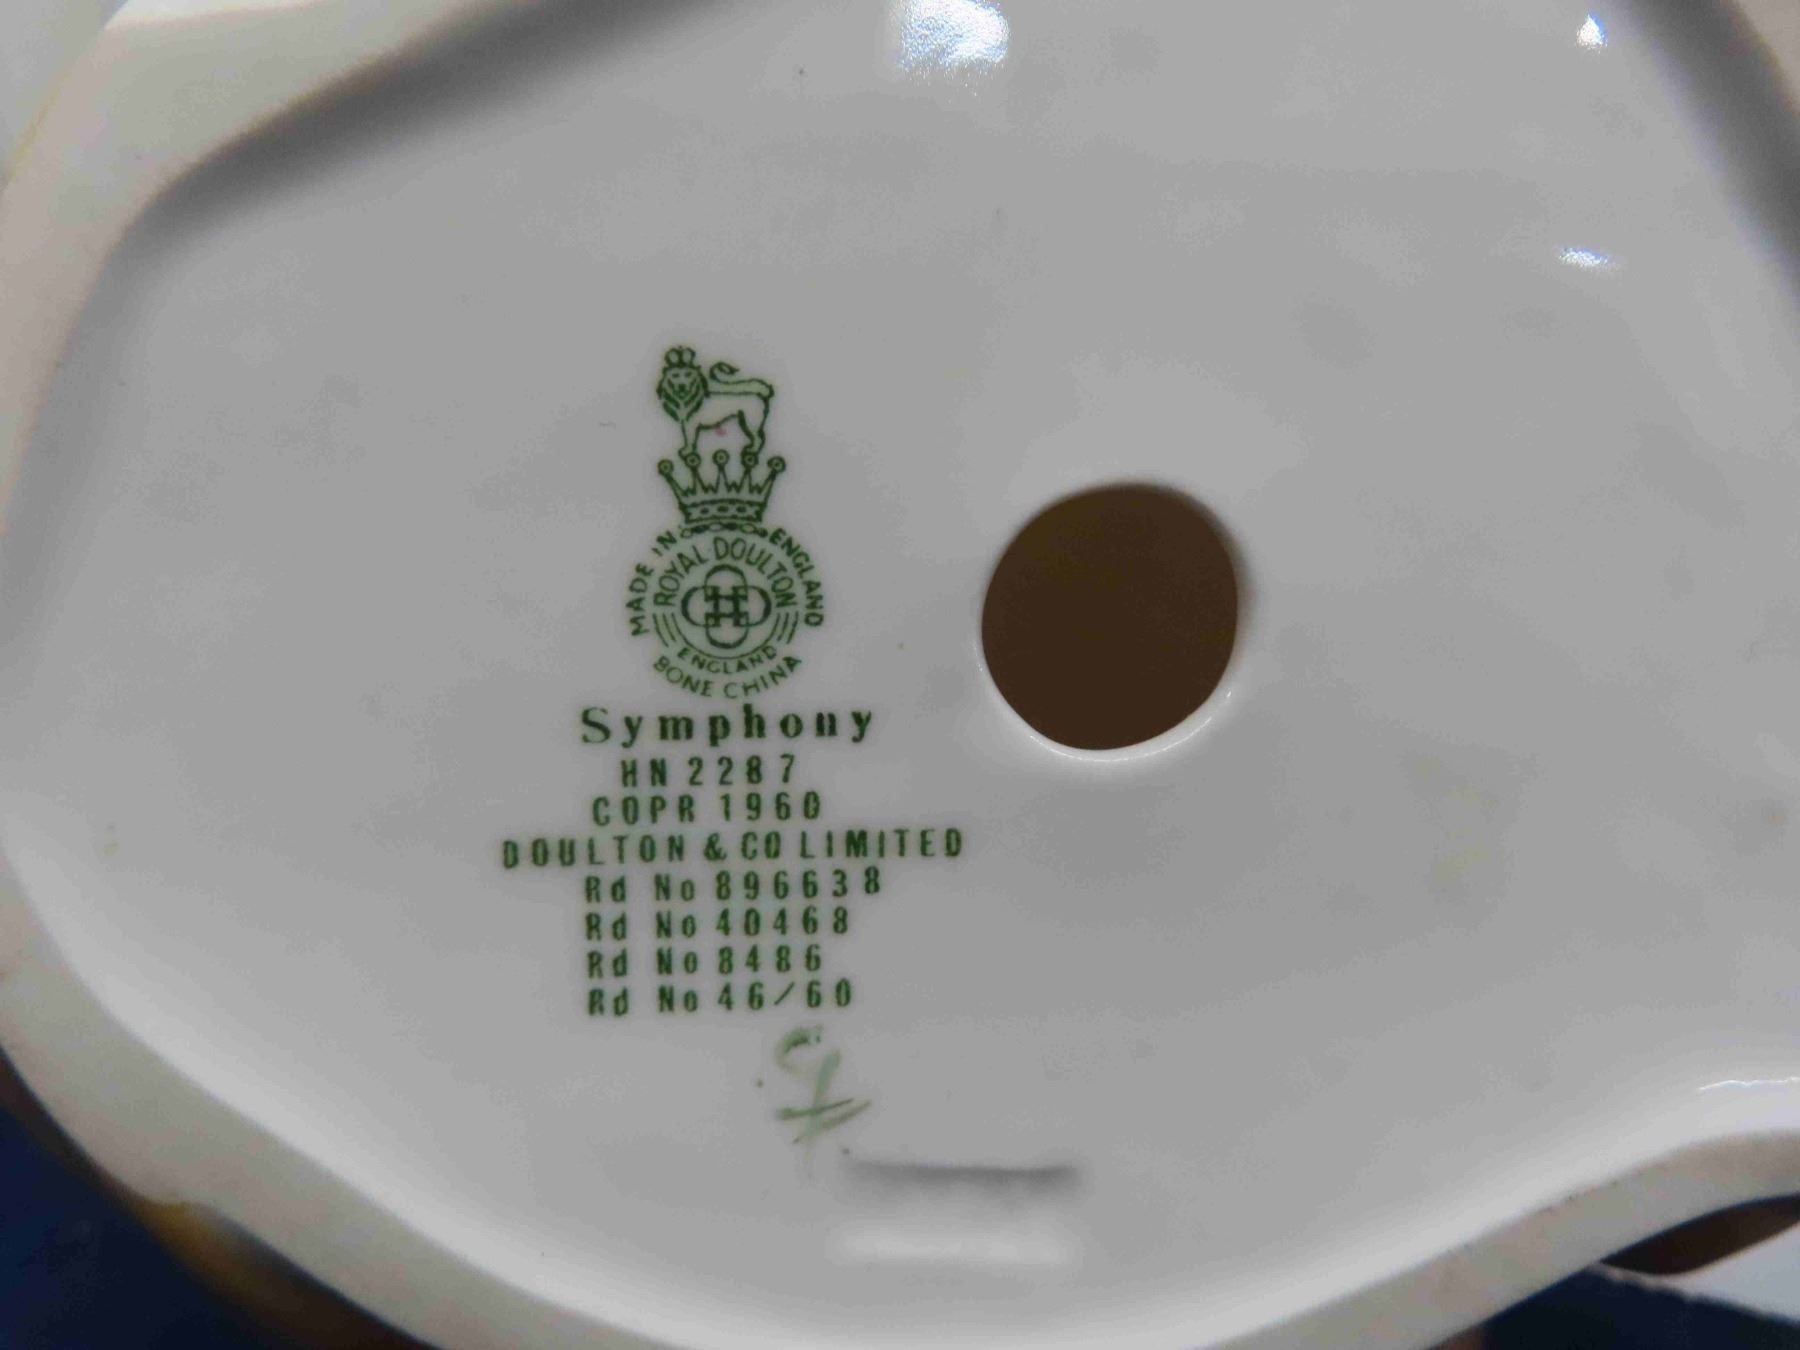 MADE IN ENGLAND
ROYAL DOULTON
ENGLAND
BONE CHINA
Symphony
HN 2287
COPR 1960
DOULTON & CO LIMITED
Rd No 896638
Rd No 40468
Rd No 8486
Rd No 46/60